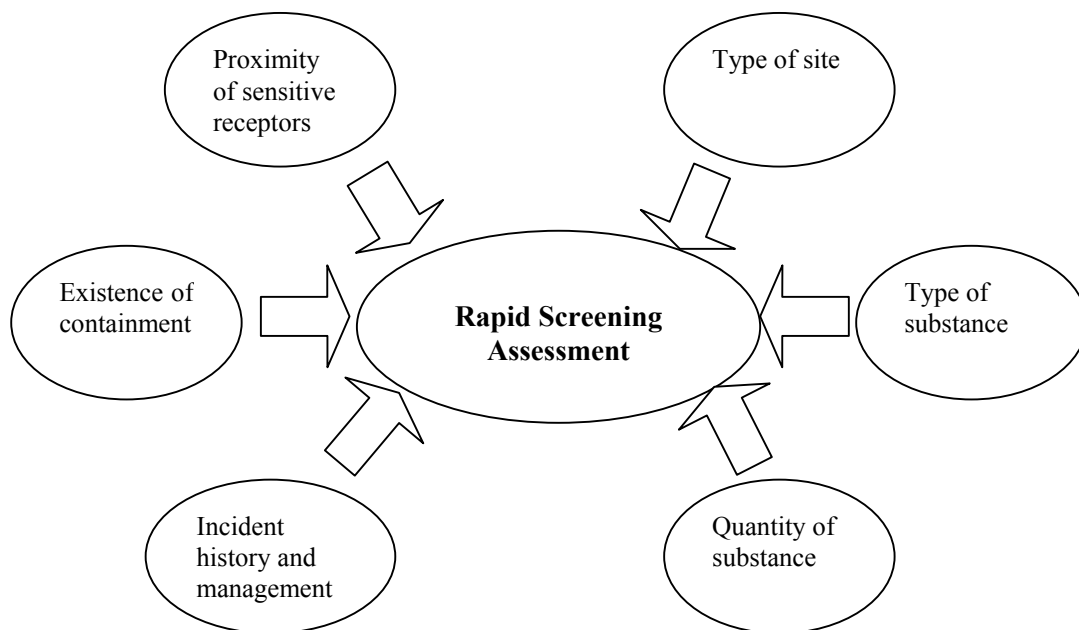 Proximity
of sensitive
receptors
Type of site
Existence of
containment
Rapid Screening
Assessment
Type of
substance
Incident
history and
management
Quantity of
substance